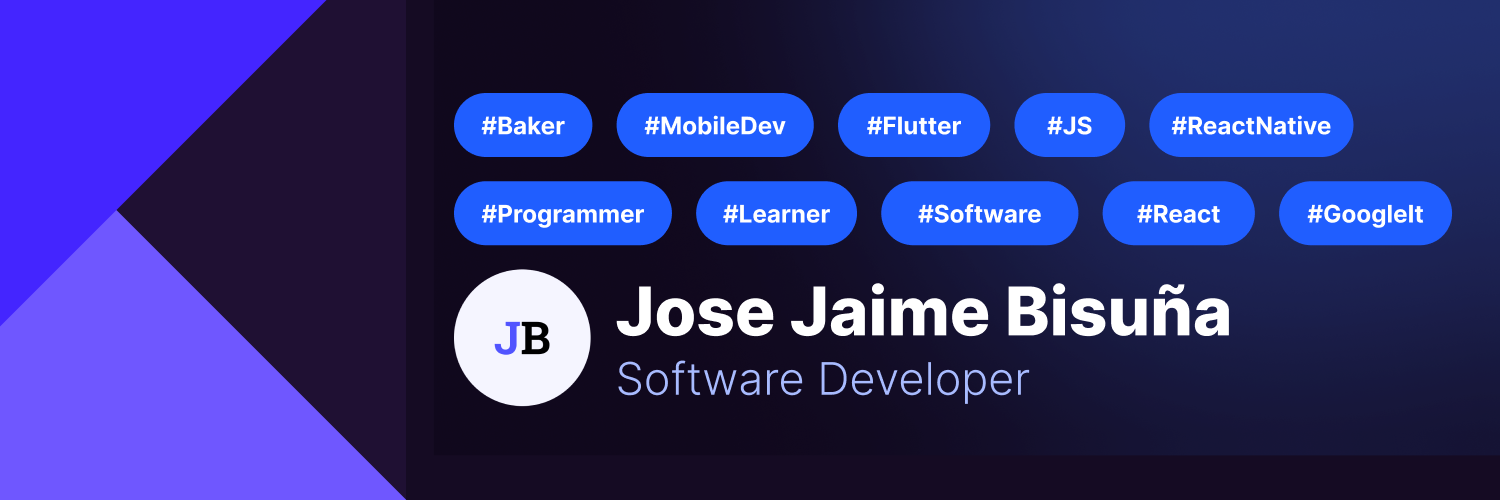 #Baker #MobileDev #Flutter #JS #ReactNative
#Programmer #Learner #Software #React #GoogleIt
JB
Jose Jaime Bisuña
Software Developer